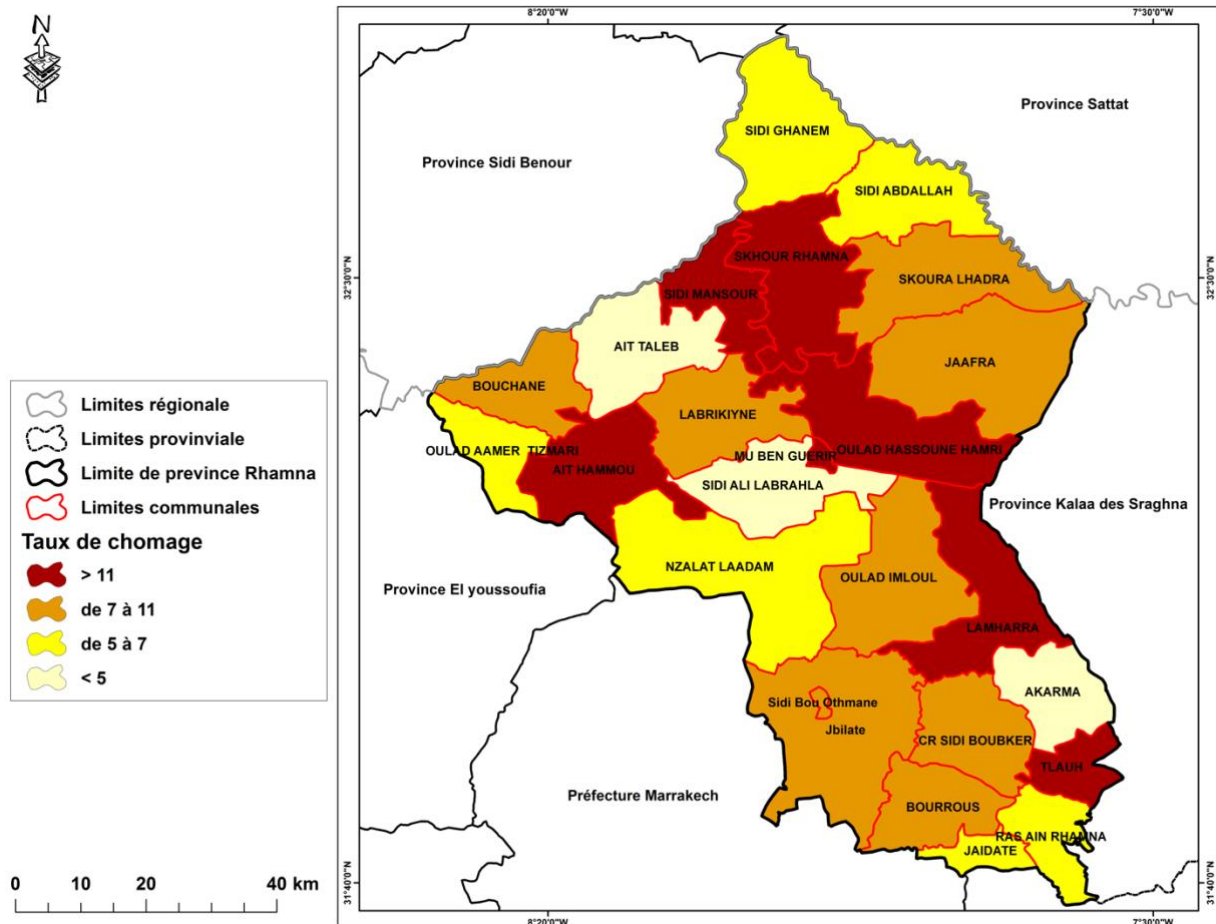 N
8°20'0"W
7°30'0"W
SIDI GHANEM
Province Sattat
Province Sidi Benour
SIDI ABDALLAH
SKHOUR RHAMNA
SKOURA LHADRA
32°30'0"N
32°30'0"N
SIDI MANSOUR
AIT TALEB
JAAFRA
BOUCHANE
LABRIKIYNE
OULAD AAMER TIZMARI
OULAD HASSOUNE HAMRI
MU BEN GUERIR
AIT HAMMOU
SIDI ALI LABRAHLA
Province Kalaa des Sraghna
NZALAT LAADAM
OULAD IMLOUL
Province El youssoufia
LAMHARRA
AKARMA
Sidi Bou Othmane
Jbilate
CR SIDI BOUBKER
TLAUH
Préfecture Marrakech
BOURROUS
RAS AIN RHAMNA
JAIDATE
31°40'0"N
31°40'0"N
8°20'0"W
7°30'0"W
Limites régionale
Limites provinviale
Limite de prevince Rhamna
Limites communales
Taux de chomage
> 11
de 7 à 11
de 5 à 7
< 5
0 10 20 40 km